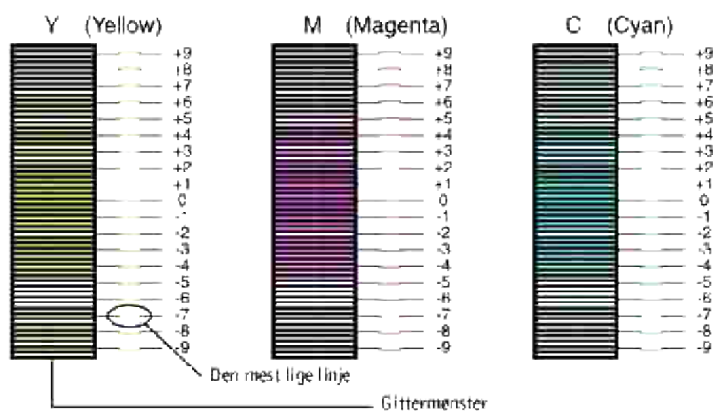 Y (Yellow) M (Magenta) C (Cyan)
+9 +9 +9
+8 +8 +8
+7 +7 +7
+6 +6 +6
+5 +5 +5
+4 +4 +4
+3 +3 +3
+2 +2 +2
+1 +1 +1
0 0 0
-1 -1 -1
-2 -2 -2
-3 -3 -3
-4 -4 -4
-5 -5 -5
-6 -6 -6
-7 -7 -7
-8 -8 -8
-9 -9 -9
Den mest lige linje
Gittermønster